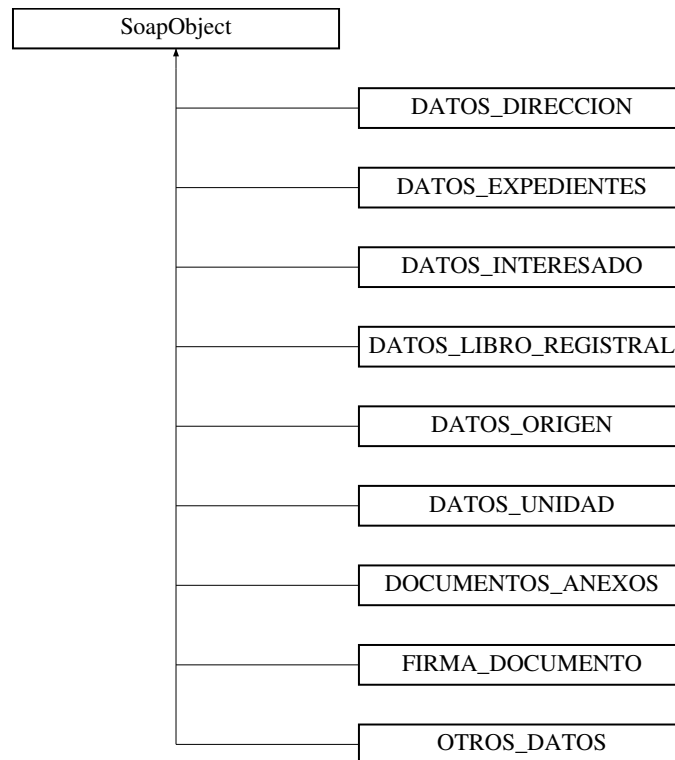 SoapObject
DATOS_DIRECCION
DATOS_EXPEDIENTES
DATOS_INTERESADO
DATOS_LIBRO_REGISTRAL
DATOS_ORIGEN
DATOS_UNIDAD
DOCUMENTOS_ANEXOS
FIRMA_DOCUMENTO
OTROS_DATOS